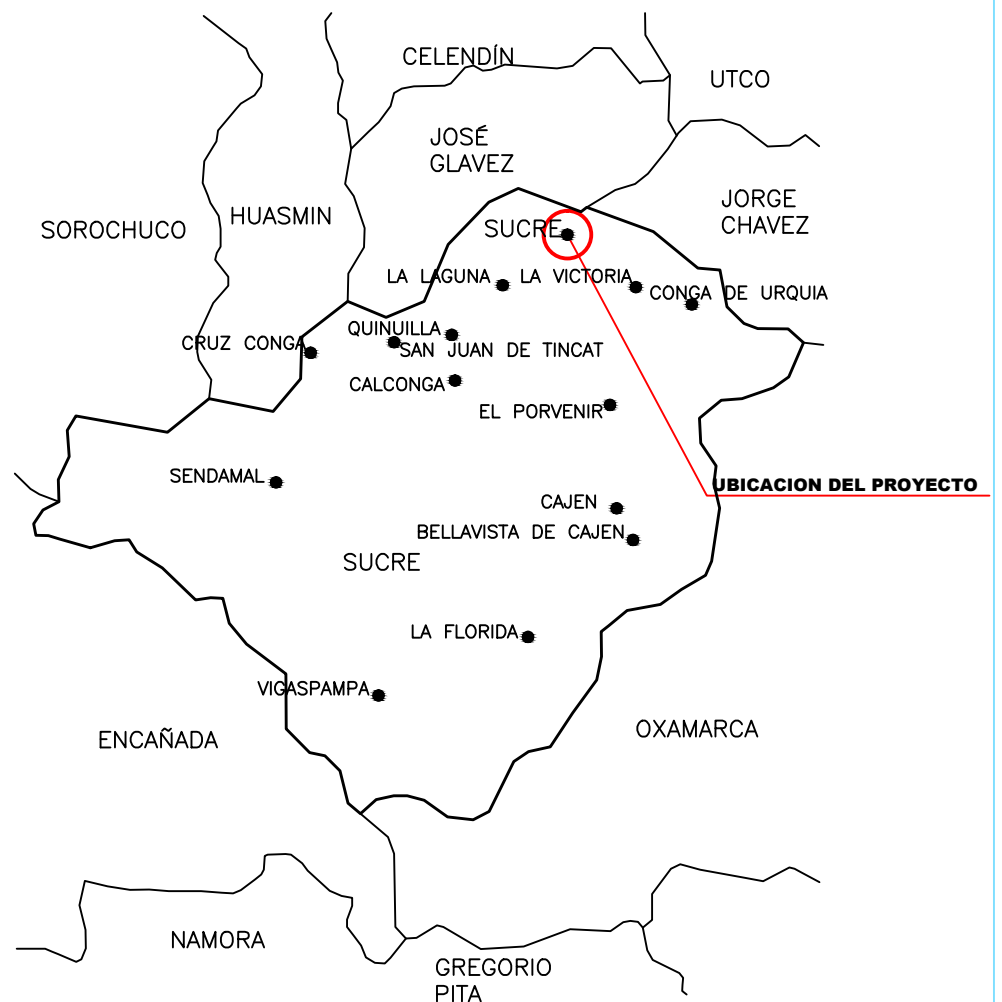 CELENDÍN
UTCO
JOSÉ
GLAVEZ
JORGE
CHAVEZ
HUASMIN
SOROCHUCO
SUCRE
LA LAGUNA
LA VICTORIA
CONGA DE URQUIA
QUINUILLA
CRUZ CONGA
SAN JUAN DE TINCAT
CALCONGA
EL PORVENIR
SENDAMAL
UBICACION DEL PROYECTO
CAJEN
BELLAVISTA DE CAJEN
SUCRE
LA FLORIDA
VIGASPAMPA
OXAMARCA
ENCAÑADA
NAMORA
GREGORIO
PITA